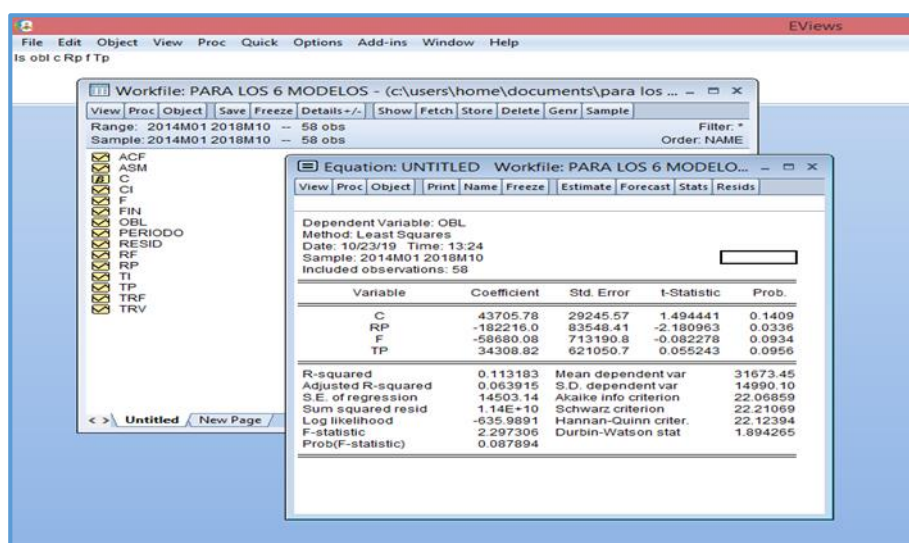 EViews
File Edit Object View Proc Quick Options Add-ins Window Help
ls obl c Rp f Tp
Workfile: PARA LOS 6 MODELOS - (c:\users\home\documents\para los ...
View Proc Object Save Freeze Details+/- Show Fetch Store Delete Genr Sample
Range: 2014M01 2018M10 -- 58 obs Filter: *
Sample: 2014M01 2018M10 -- 58 obs Order: NAME
ACF
ASM
C
CI
F
FIN
OBL
PERIODO
RESID
RF
RP
TI
TP
TRF
TRV
Untitled New Page
Equation: UNTITLED Workfile: PARA LOS 6 MODELO...
View Proc Object Print Name Freeze Estimate Forecast Stats Resids
Dependent Variable: OBL
Method: Least Squares
Date: 10/23/19 Time: 13:24
Sample: 2014M01 2018M10
Included observations: 58
Variable Coefficient Std. Error t-Statistic Prob.
C 43705.78 29245.57 1.494441 0.1409
RP -182216.0 83548.41 -2.180963 0.0336
F -58680.08 713190.8 -0.082278 0.0934
TP 34308.82 621050.7 0.055243 0.0956
R-squared 0.113183 Mean dependent var 31673.45
Adjusted R-squared 0.063915 S.D. dependent var 14990.10
S.E. of regression 14503.14 Akaike info criterion 22.06859
Sum squared resid 1.14E+10 Schwarz criterion 22.21069
Log likelihood -635.9891 Hannan-Quinn criter. 22.12394
F-statistic 2.297306 Durbin-Watson stat 1.894265
Prob(F-statistic) 0.087894